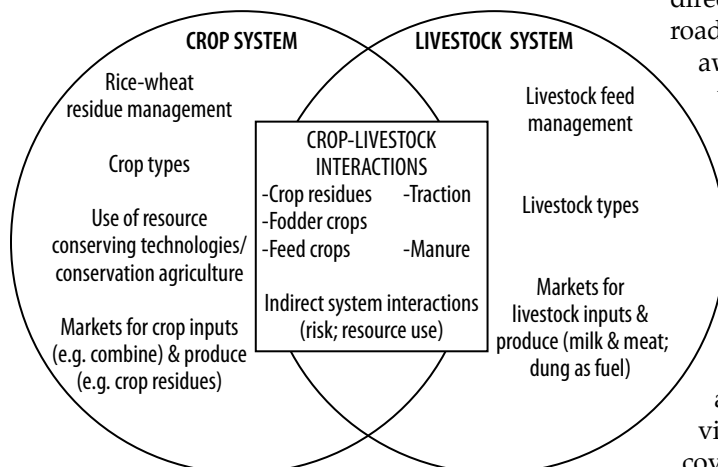 CROP SYSTEM
Rice-wheat
residue management
Crop types
Use of resource
conserving technologies/
conservation agriculture
Markets for crop inputs
(e.g. combine) & produce
(e.g. crop residues)
CROP-LIVESTOCK
INTERACTIONS
-Crop residues -Traction
-Fodder crops
-Feed crops -Manure
Indirect system interactions
(risk; resource use)
LIVESTOCK SYSTEM
Livestock feed
management
Livestock types
Markets for
livestock inputs &
produce (milk & meat;
dung as fuel)